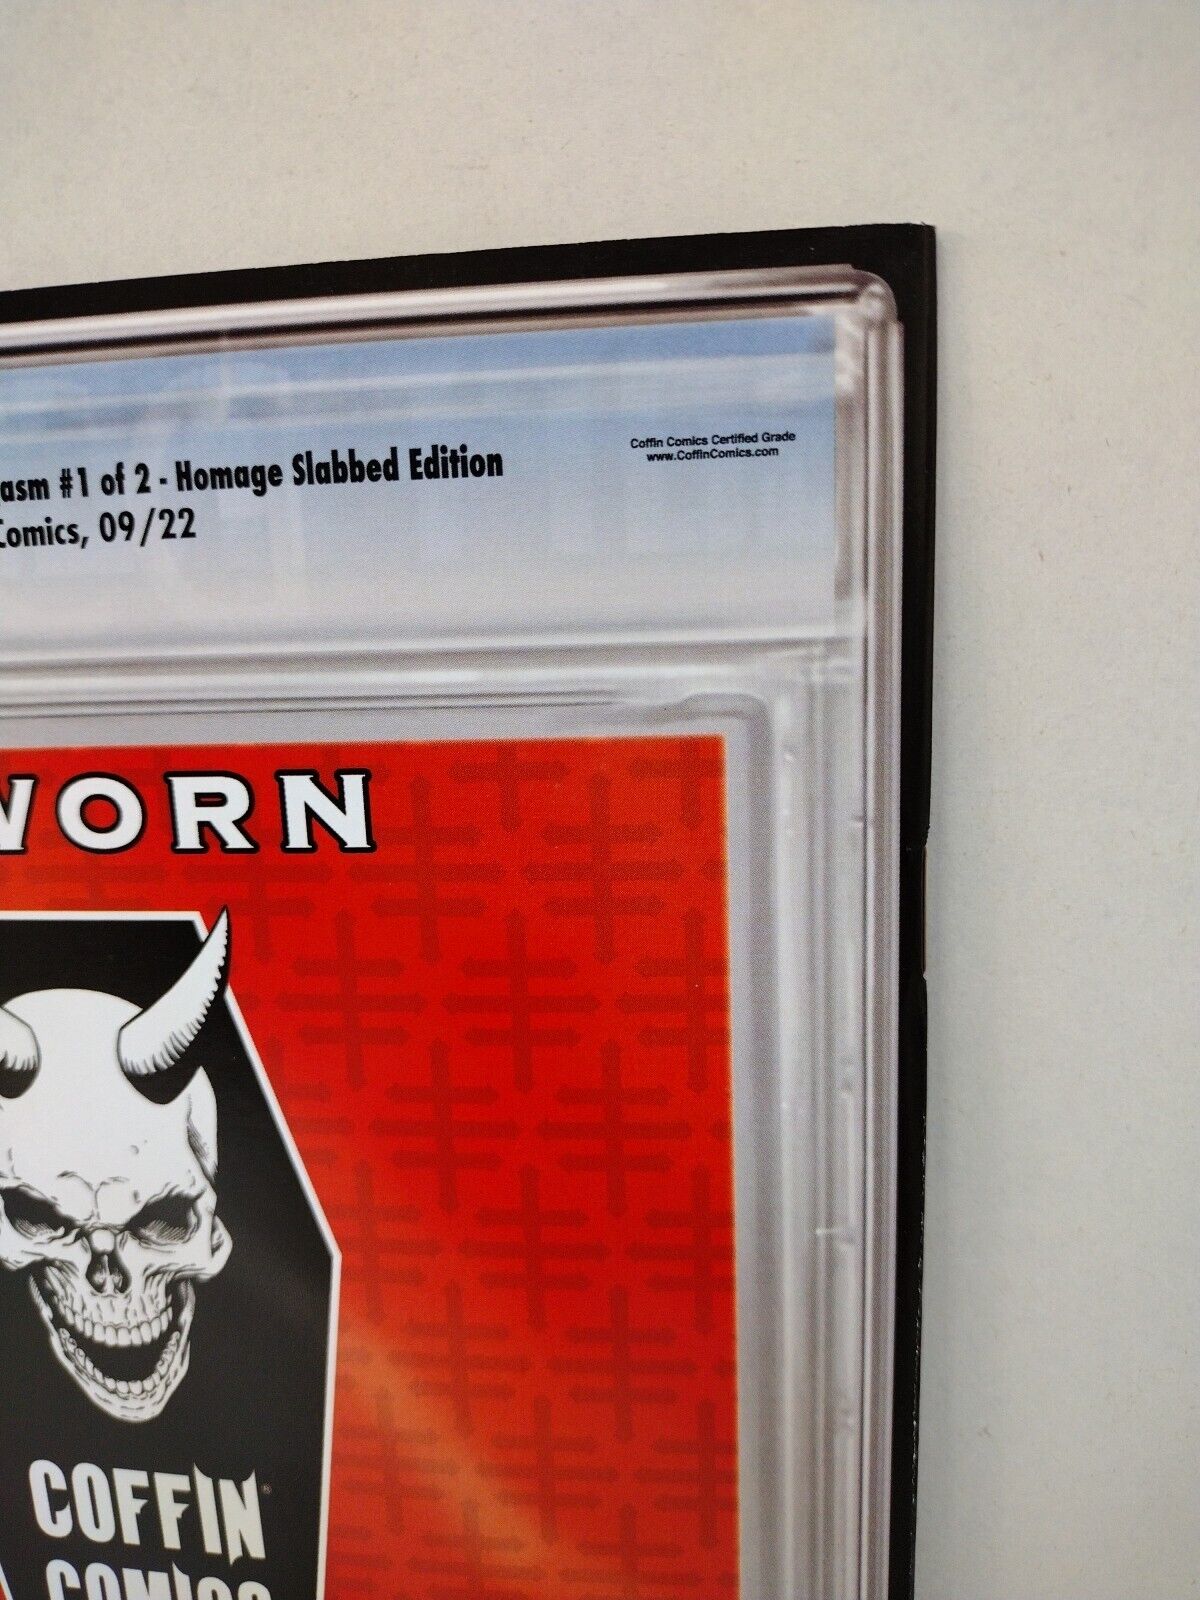 asm #1 of 2 - Homage Slabbed Edition
Comics, 09/22
Coffin Comics Certified Grade
www.CoffinComics.com
WORN
COFFIN®
COMICS